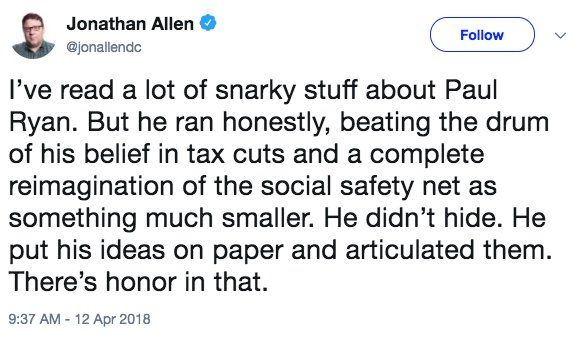 Jonathan Allen
@jonallendc
Follow
I’ve read a lot of snarky stuff about Paul
Ryan. But he ran honestly, beating the drum
of his belief in tax cuts and a complete
reimagination of the social safety net as
something much smaller. He didn’t hide. He
put his ideas on paper and articulated them.
There’s honor in that.
9:37 AM - 12 Apr 2018